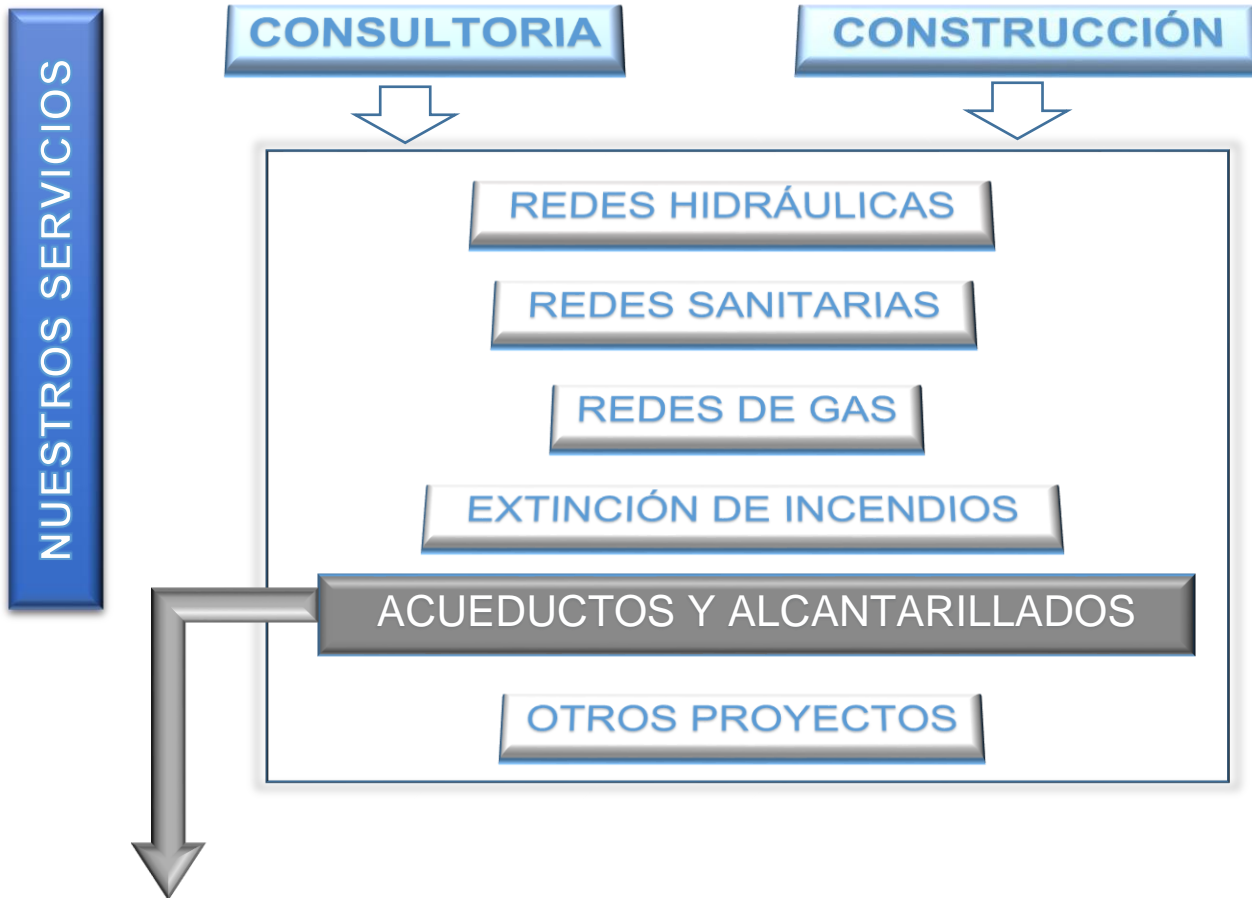 NUESTROS SERVICIOS
CONSULTORIA
CONSTRUCCIÓN
REDES HIDRÁULICAS
REDES SANITARIAS
REDES DE GAS
EXTINCIÓN DE INCENDIOS
ACUEDUCTOS Y ALCANTARILLADOS
OTROS PROYECTOS